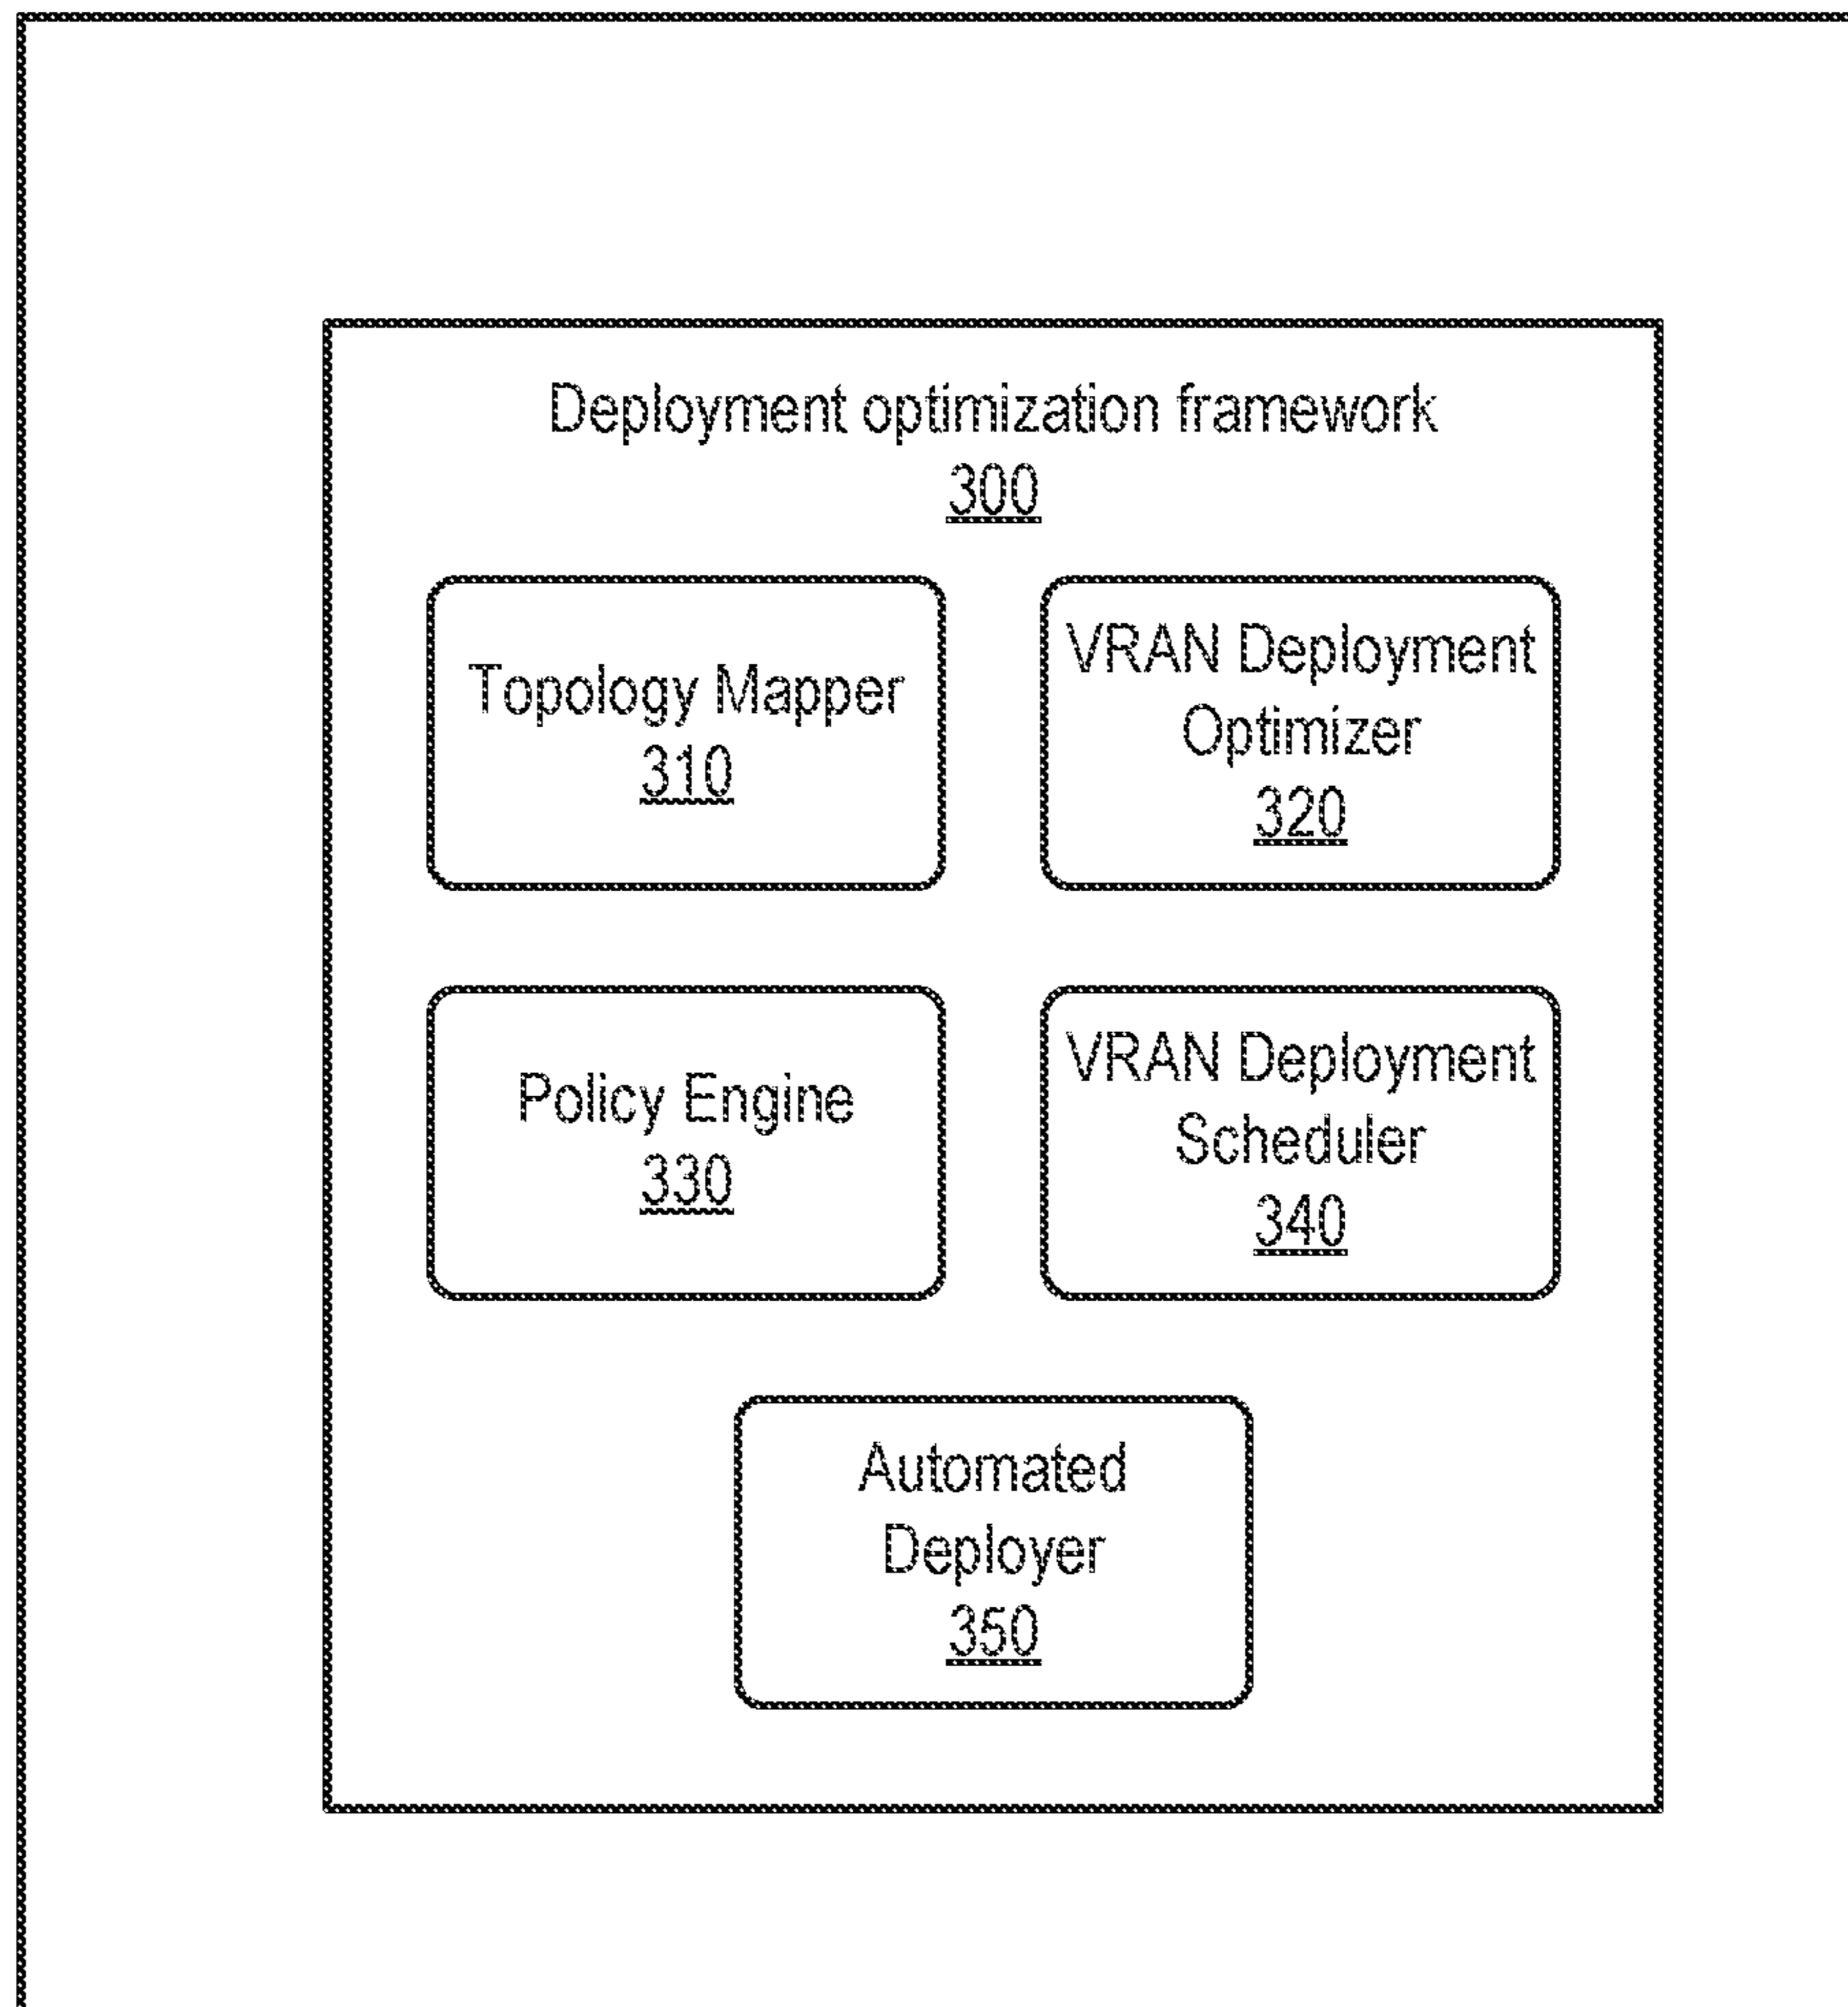 Deployment optimization framework
300
Topology Mapper
310
VRAN Deployment
Optimizer
320
Policy Engine
330
VRAN Deployment
Scheduler
340
Automated
Deployer
350